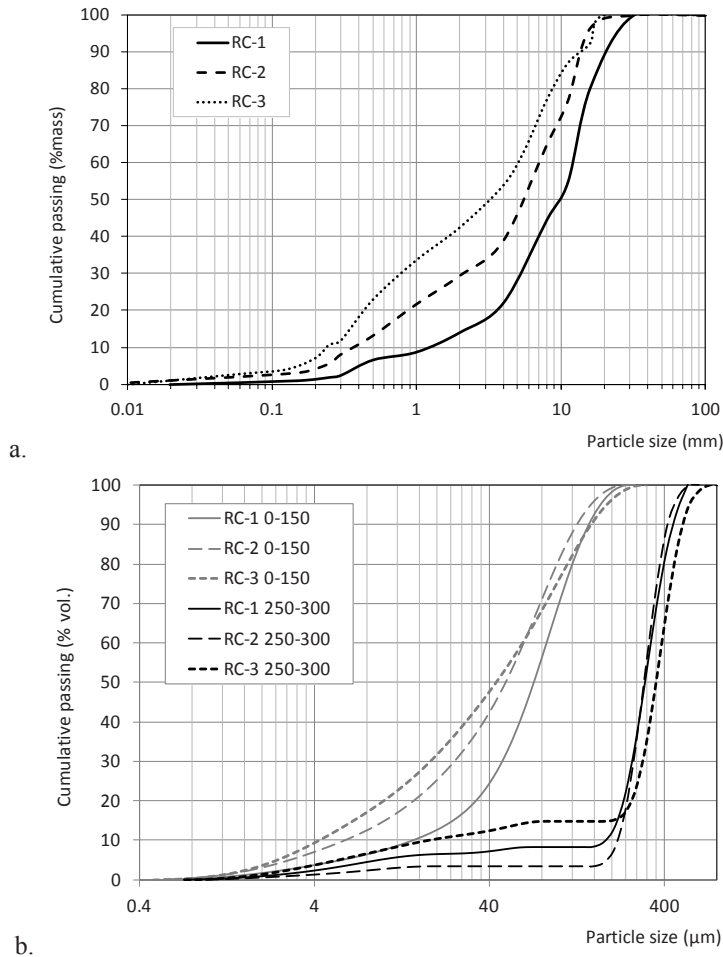 100
90
80
70
60
50
40
30
20
10
0
Cumulative passing (%mass)
RC-1
RC-2
RC-3
0.01 0.1 1 10 100
Particle size (mm)
a.
100
90
80
70
60
50
40
30
20
10
0
Cumulative passing (% vol.)
RC-1 0-150
RC-2 0-150
RC-3 0-150
RC-1 250-300
RC-2 250-300
RC-3 250-300
0.4 4 40 400
Particle size (µm)
b.